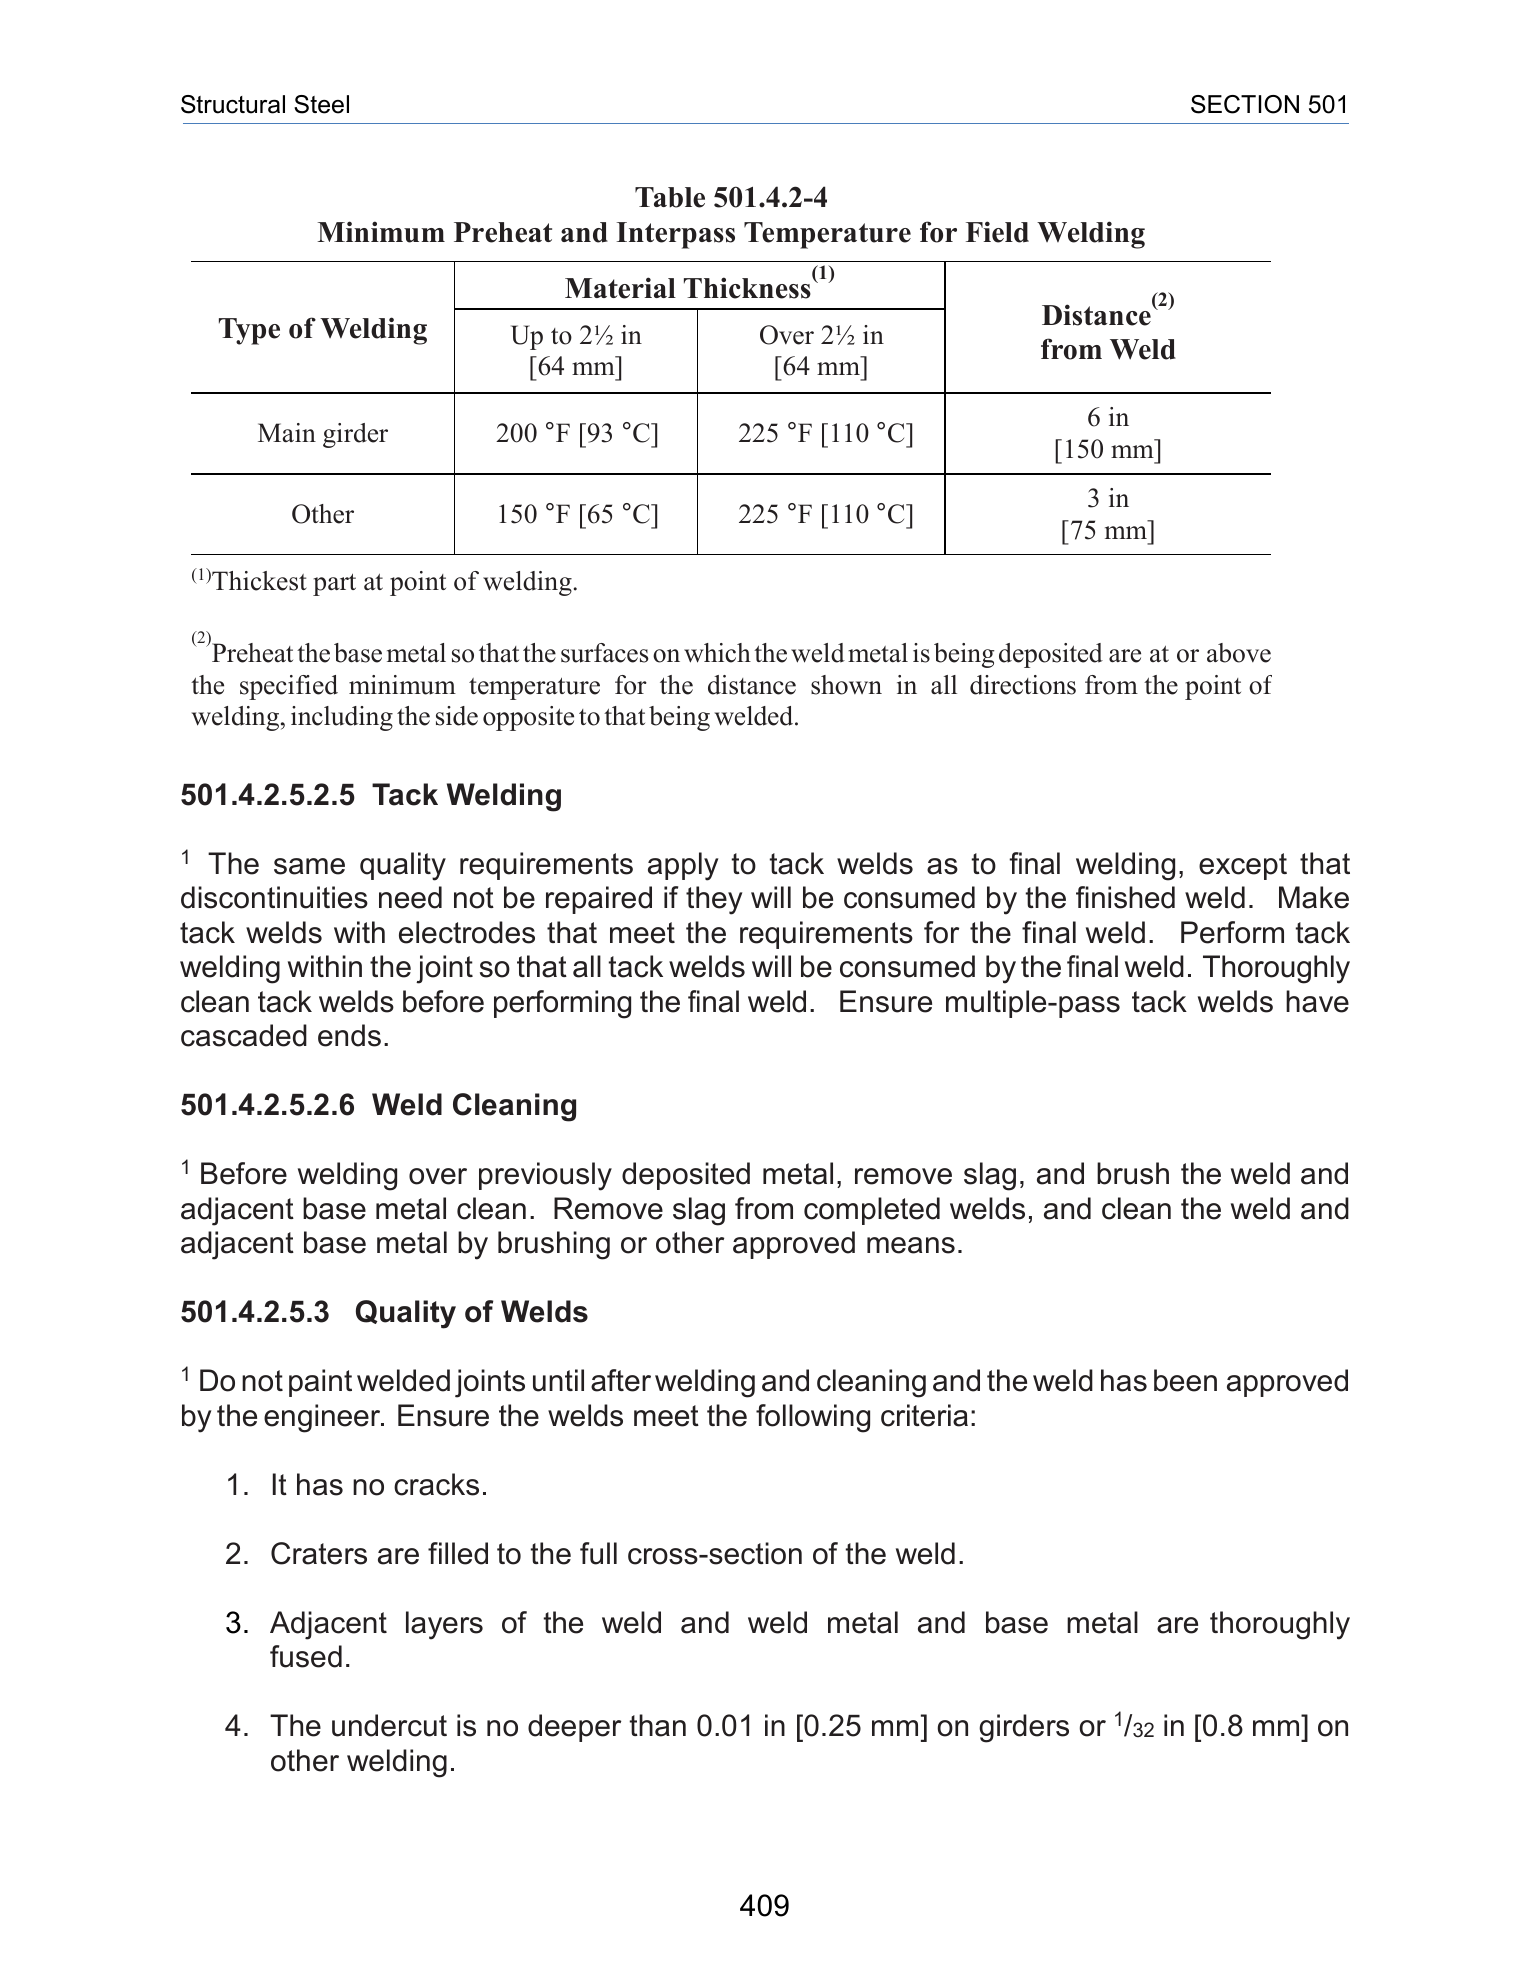 Structural Steel SECTION 501
Table 501.4.2-4
Minimum Preheat and Interpass Temperature for Field Welding
Type of Welding
Material Thickness(1)
Distance(2)
from Weld
Up to 2½ in
[64 mm]
Over 2½ in
[64 mm]
Main girder
200 °F [93 °C]
225 °F [110 °C]
6 in
[150 mm]
Other
150 °F [65 °C]
225 °F [110 °C]
3 in
[75 mm]
(1)Thickest part at point of welding.
(2)Preheat the base metal so that the surfaces on which the weld metal is being deposited are at or above
the specified minimum temperature for the distance shown in all directions from the point of
welding, including the side opposite to that being welded.
501.4.2.5.2.5 Tack Welding
1 The same quality requirements apply to tack welds as to final welding, except that
discontinuities need not be repaired if they will be consumed by the finished weld. Make
tack welds with electrodes that meet the requirements for the final weld. Perform tack
welding within the joint so that all tack welds will be consumed by the final weld. Thoroughly
clean tack welds before performing the final weld. Ensure multiple-pass tack welds have
cascaded ends.
501.4.2.5.2.6 Weld Cleaning
1 Before welding over previously deposited metal, remove slag, and brush the weld and
adjacent base metal clean. Remove slag from completed welds, and clean the weld and
adjacent base metal by brushing or other approved means.
501.4.2.5.3 Quality of Welds
1 Do not paint welded joints until after welding and cleaning and the weld has been approved
by the engineer. Ensure the welds meet the following criteria:
1. It has no cracks.
2. Craters are filled to the full cross-section of the weld.
3. Adjacent layers of the weld and weld metal and base metal are thoroughly
fused.
4. The undercut is no deeper than 0.01 in [0.25 mm] on girders or 1/32 in [0.8 mm] on
other welding.
409